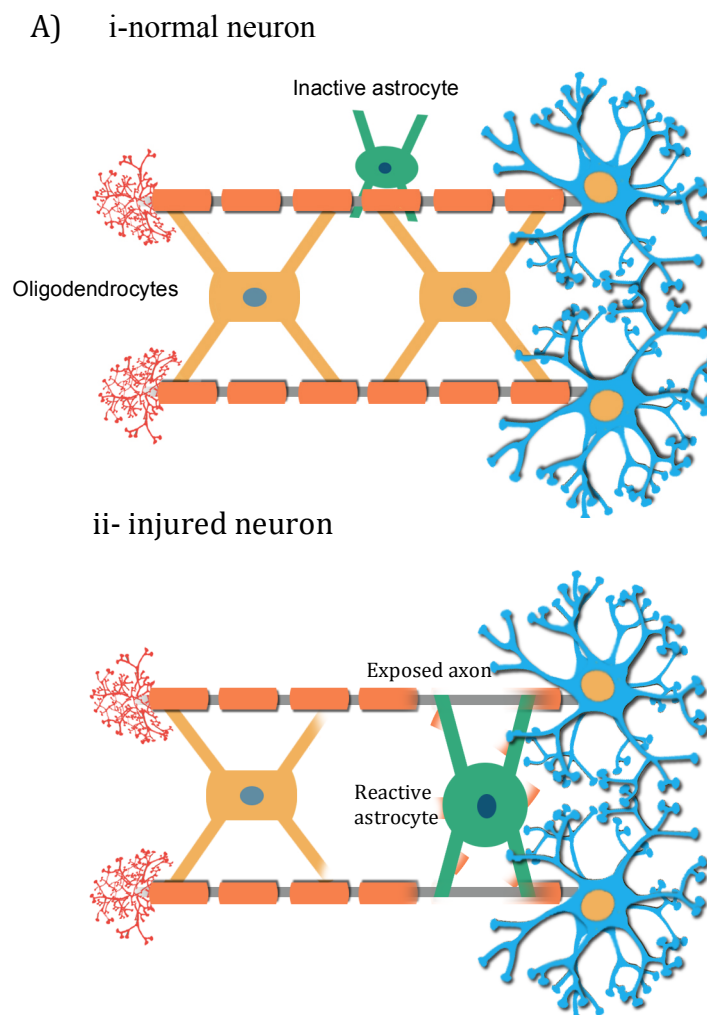 A) i-normal neuron
Inactive astrocyte
Oligodendrocytes
ii- injured neuron
Exposed axon
Reactive
astrocyte